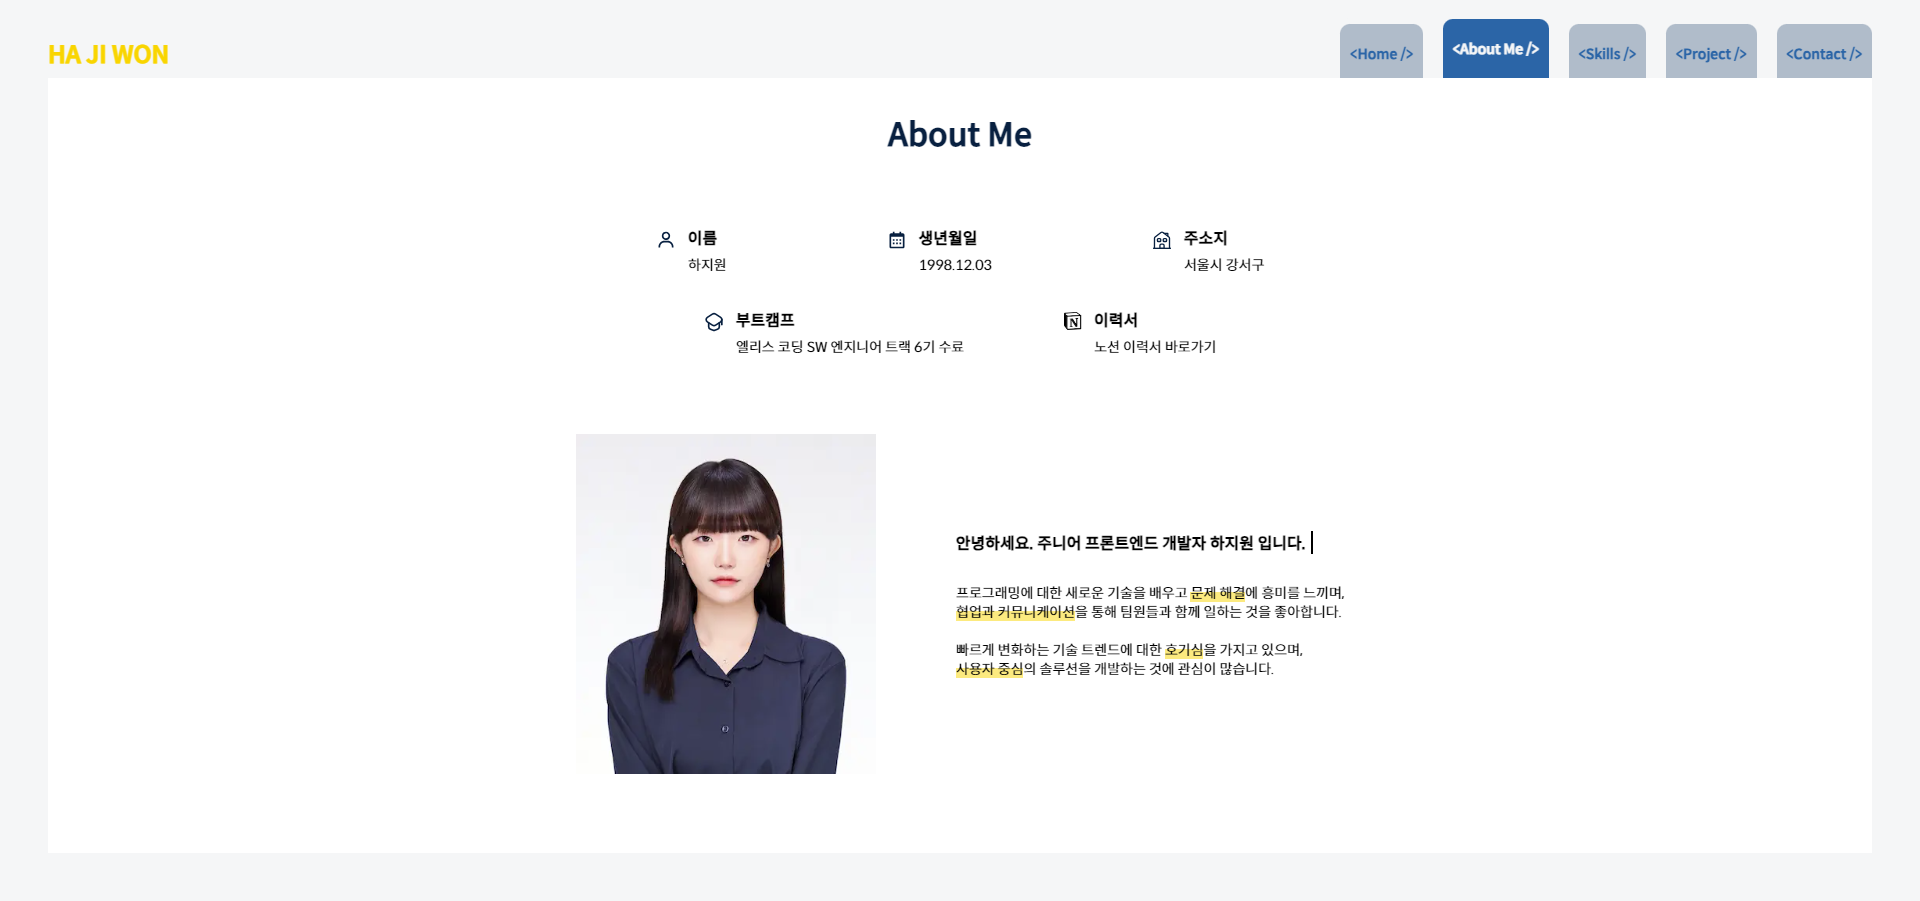 HA JI WON
<Home />
<About Me />
<Skills />
<Project />
<Contact />
About Me
이름
하지원
생년월일
1998.12.03
주소지
서울시 강서구
부트캠프
엘리스 코딩 SW 엔지니어 트랙 6기 수료
이력서
노션 이력서 바로가기
안녕하세요. 주니어 프론트엔드 개발자 하지원 입니다.
프로그래밍에 대한 새로운 기술을 배우고 문제 해결에 흥미를 느끼며,
협업과 커뮤니케이션을 통해 팀원들과 함께 일하는 것을 좋아합니다.
빠르게 변화하는 기술 트렌드에 대한 호기심을 가지고 있으며,
사용자 중심의 솔루션을 개발하는 것에 관심이 많습니다.